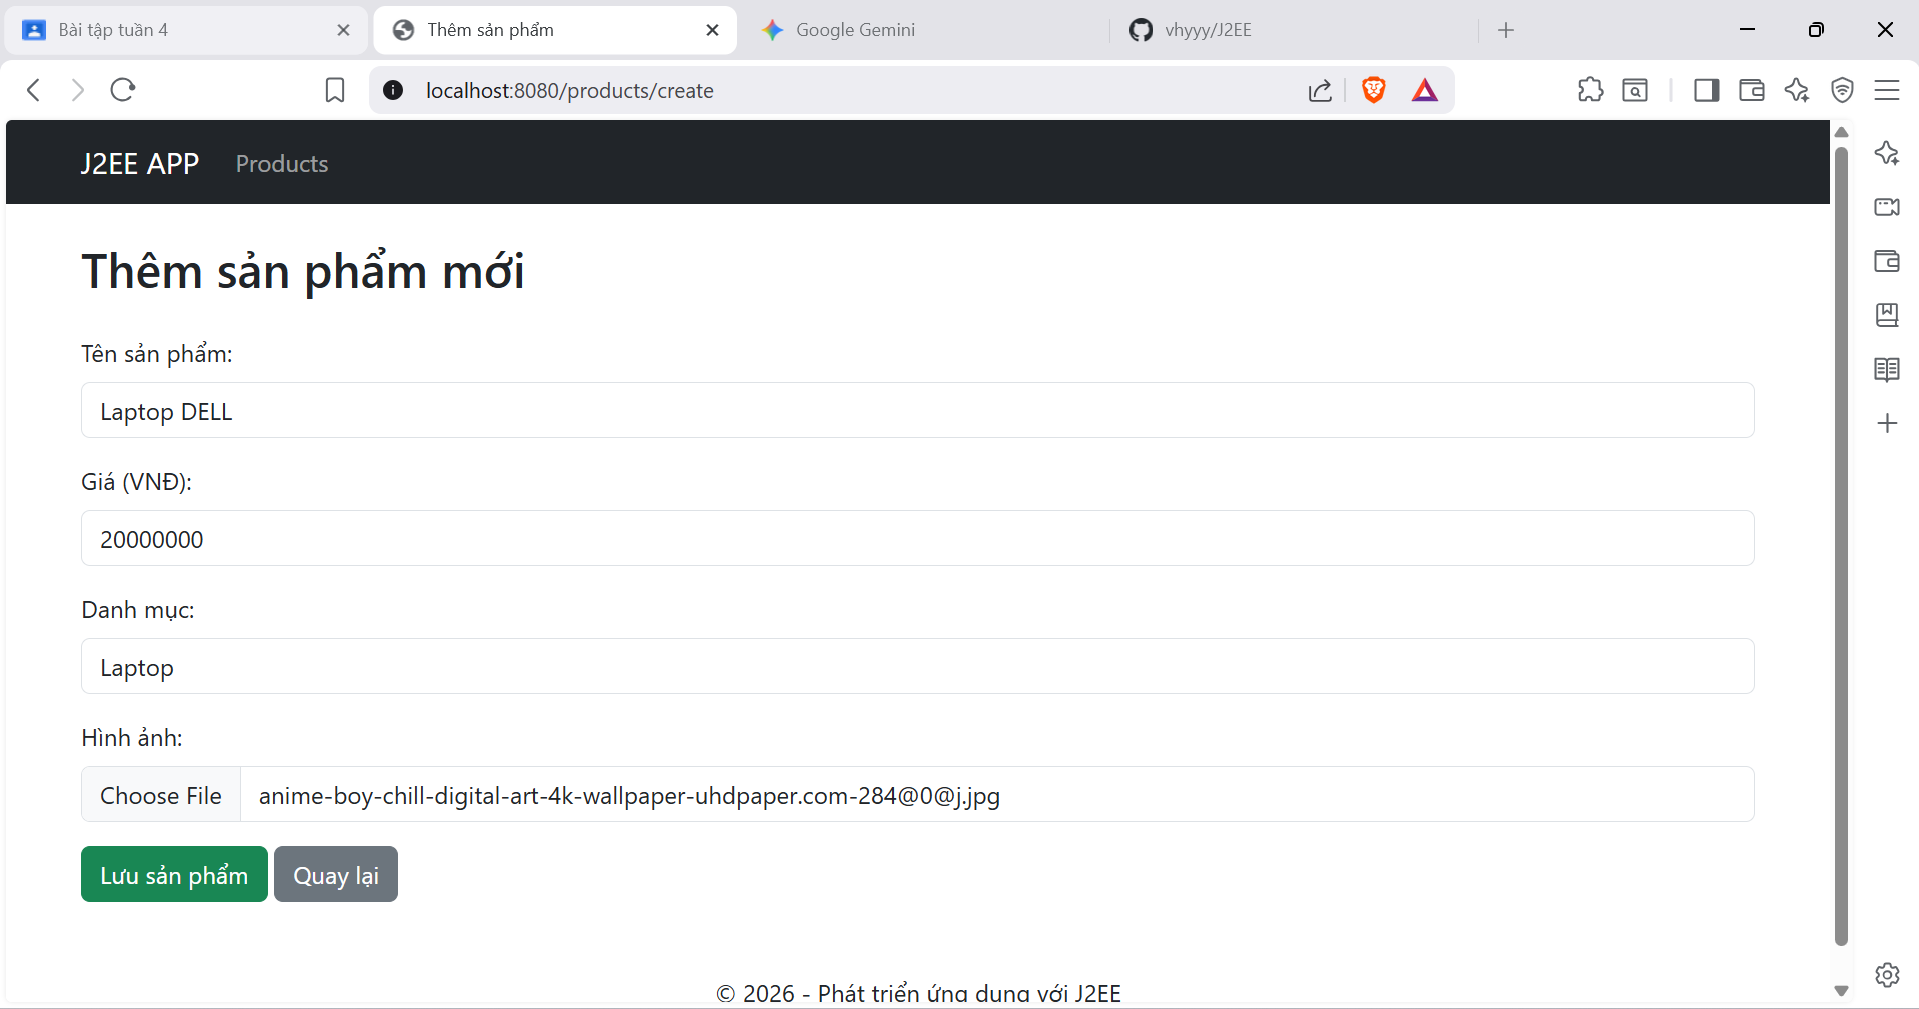 Bài tập tuần 4
Thêm sản phẩm
Google Gemini
vhyyy/J2EE
localhost:8080/products/create
J2EE APP
Products
Thêm sản phẩm mới
Tên sản phẩm:
Laptop DELL
Giá (VNĐ):
20000000
Danh mục:
Laptop
Hình ảnh:
Choose File
anime-boy-chill-digital-art-4k-wallpaper-uhdpaper.com-284@0@j.jpg
Lưu sản phẩm
Quay lại
© 2026 - Phát triển ứng dụng với J2EE